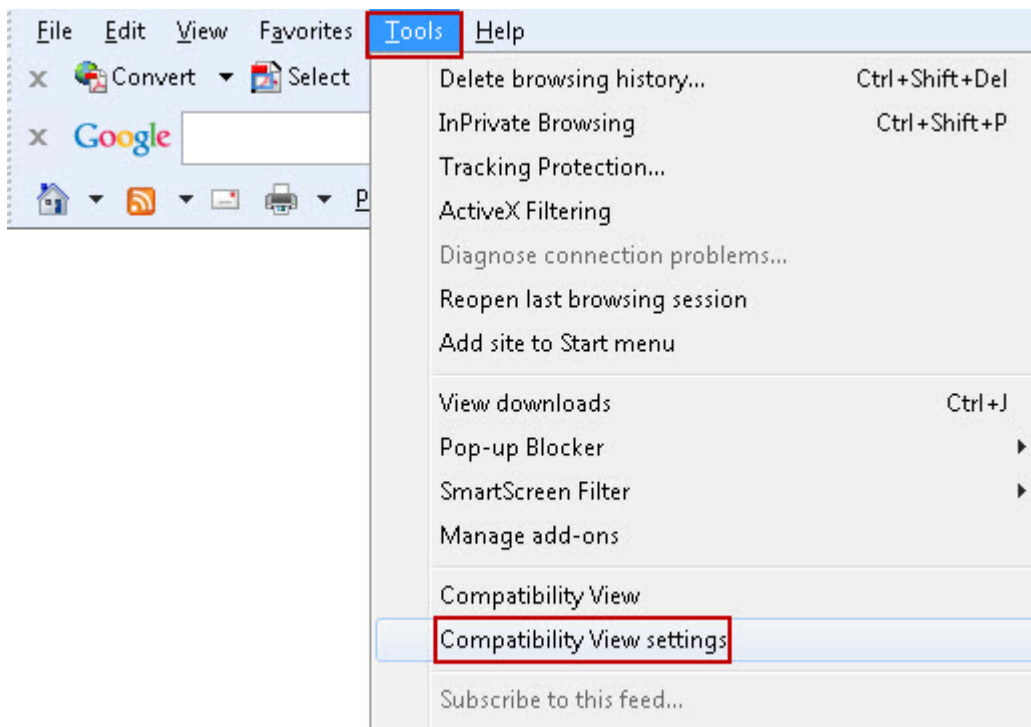 File Edit View Favorites Tools Help
Convert Select
Google
P
Delete browsing history... Ctrl+Shift+Del
InPrivate Browsing Ctrl+Shift+P
Tracking Protection...
ActiveX Filtering
Diagnose connection problems...
Reopen last browsing session
Add site to Start menu
View downloads Ctrl+J
Pop-up Blocker
SmartScreen Filter
Manage add-ons
Compatibility View
Compatibility View settings
Subscribe to this feed...